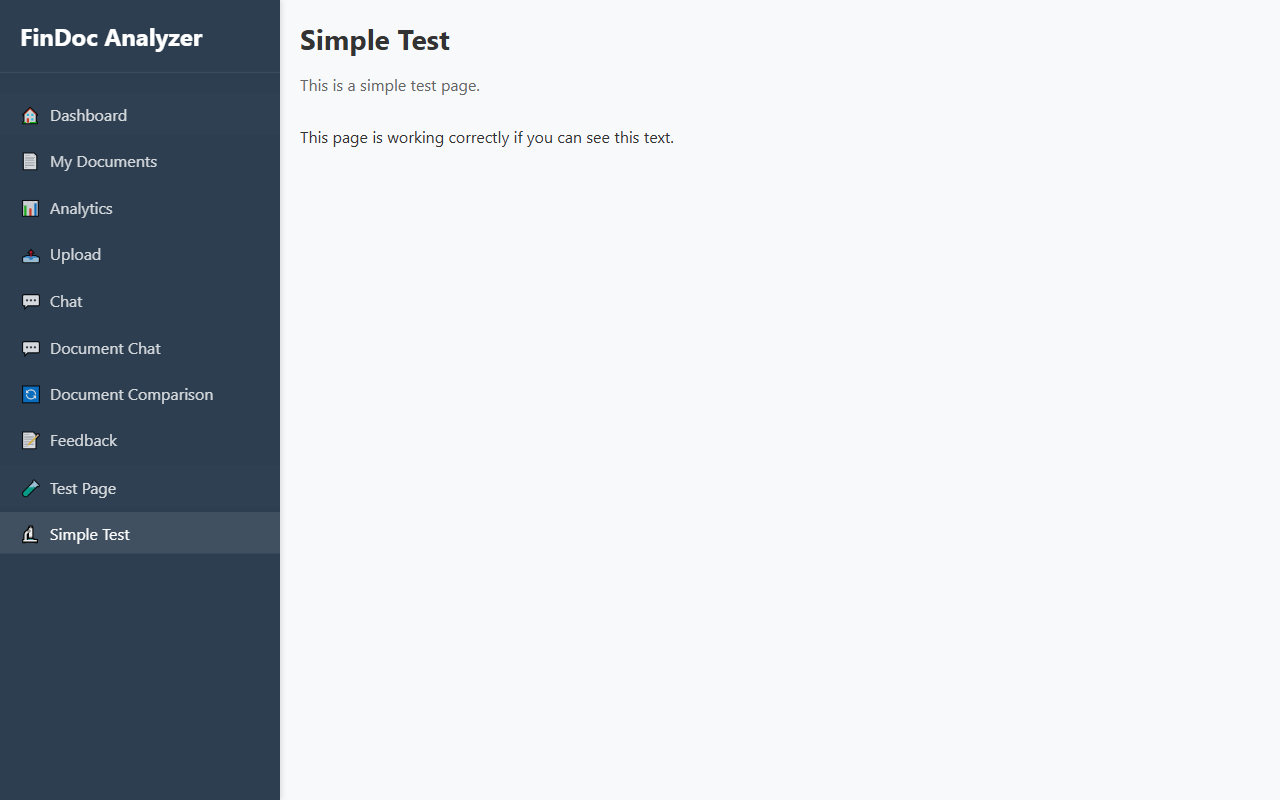 FinDoc Analyzer
Dashboard
My Documents
Analytics
Upload
Chat
Document Chat
Document Comparison
Feedback
Test Page
Simple Test
Simple Test
This is a simple test page.
This page is working correctly if you can see this text.